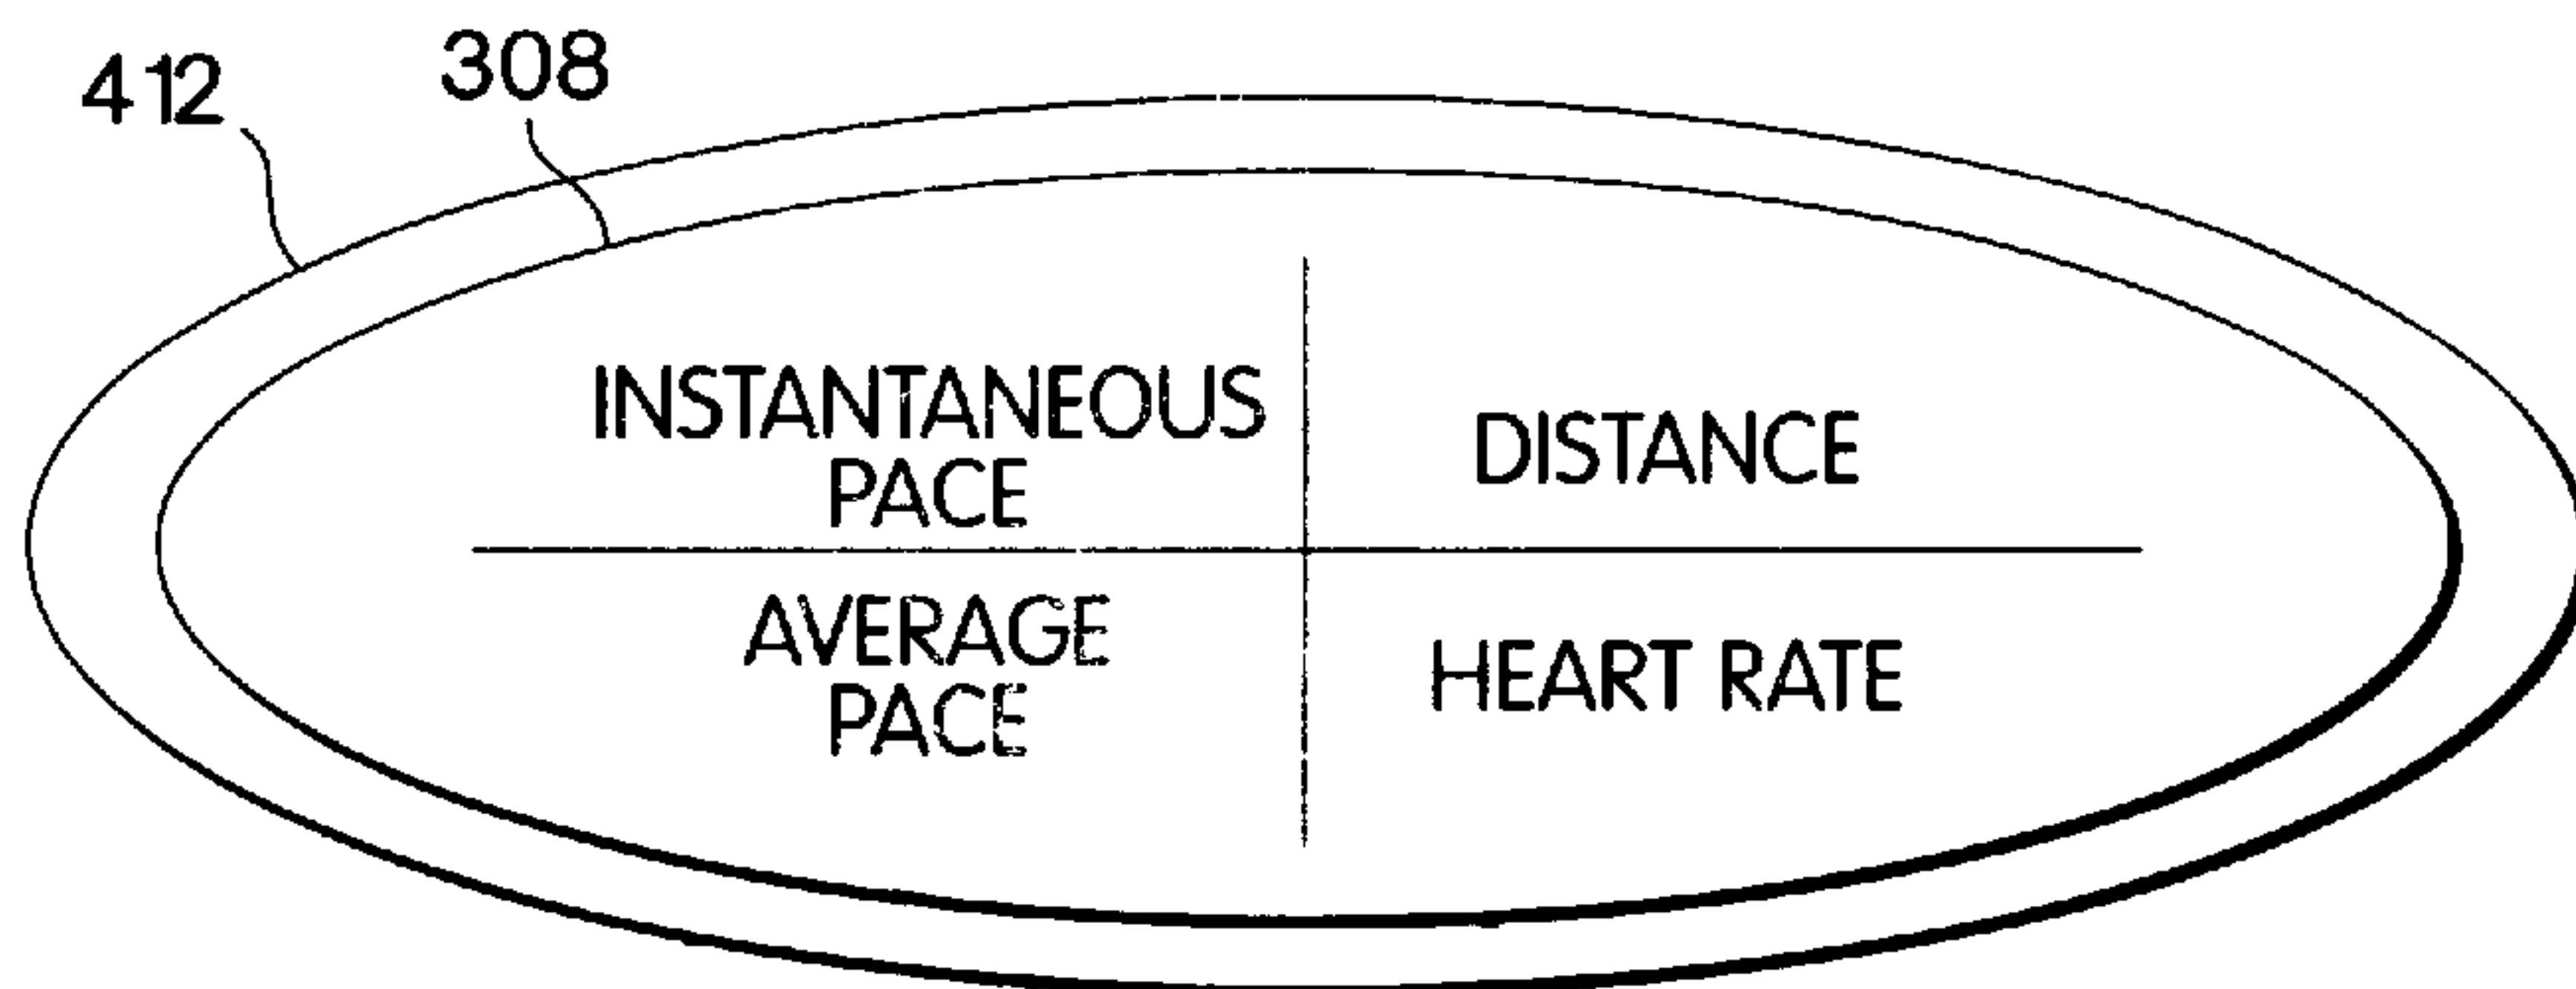 412
308
INSTANTANEOUS
PACE
DISTANCE
AVERAGE
PACE
HEART RATE